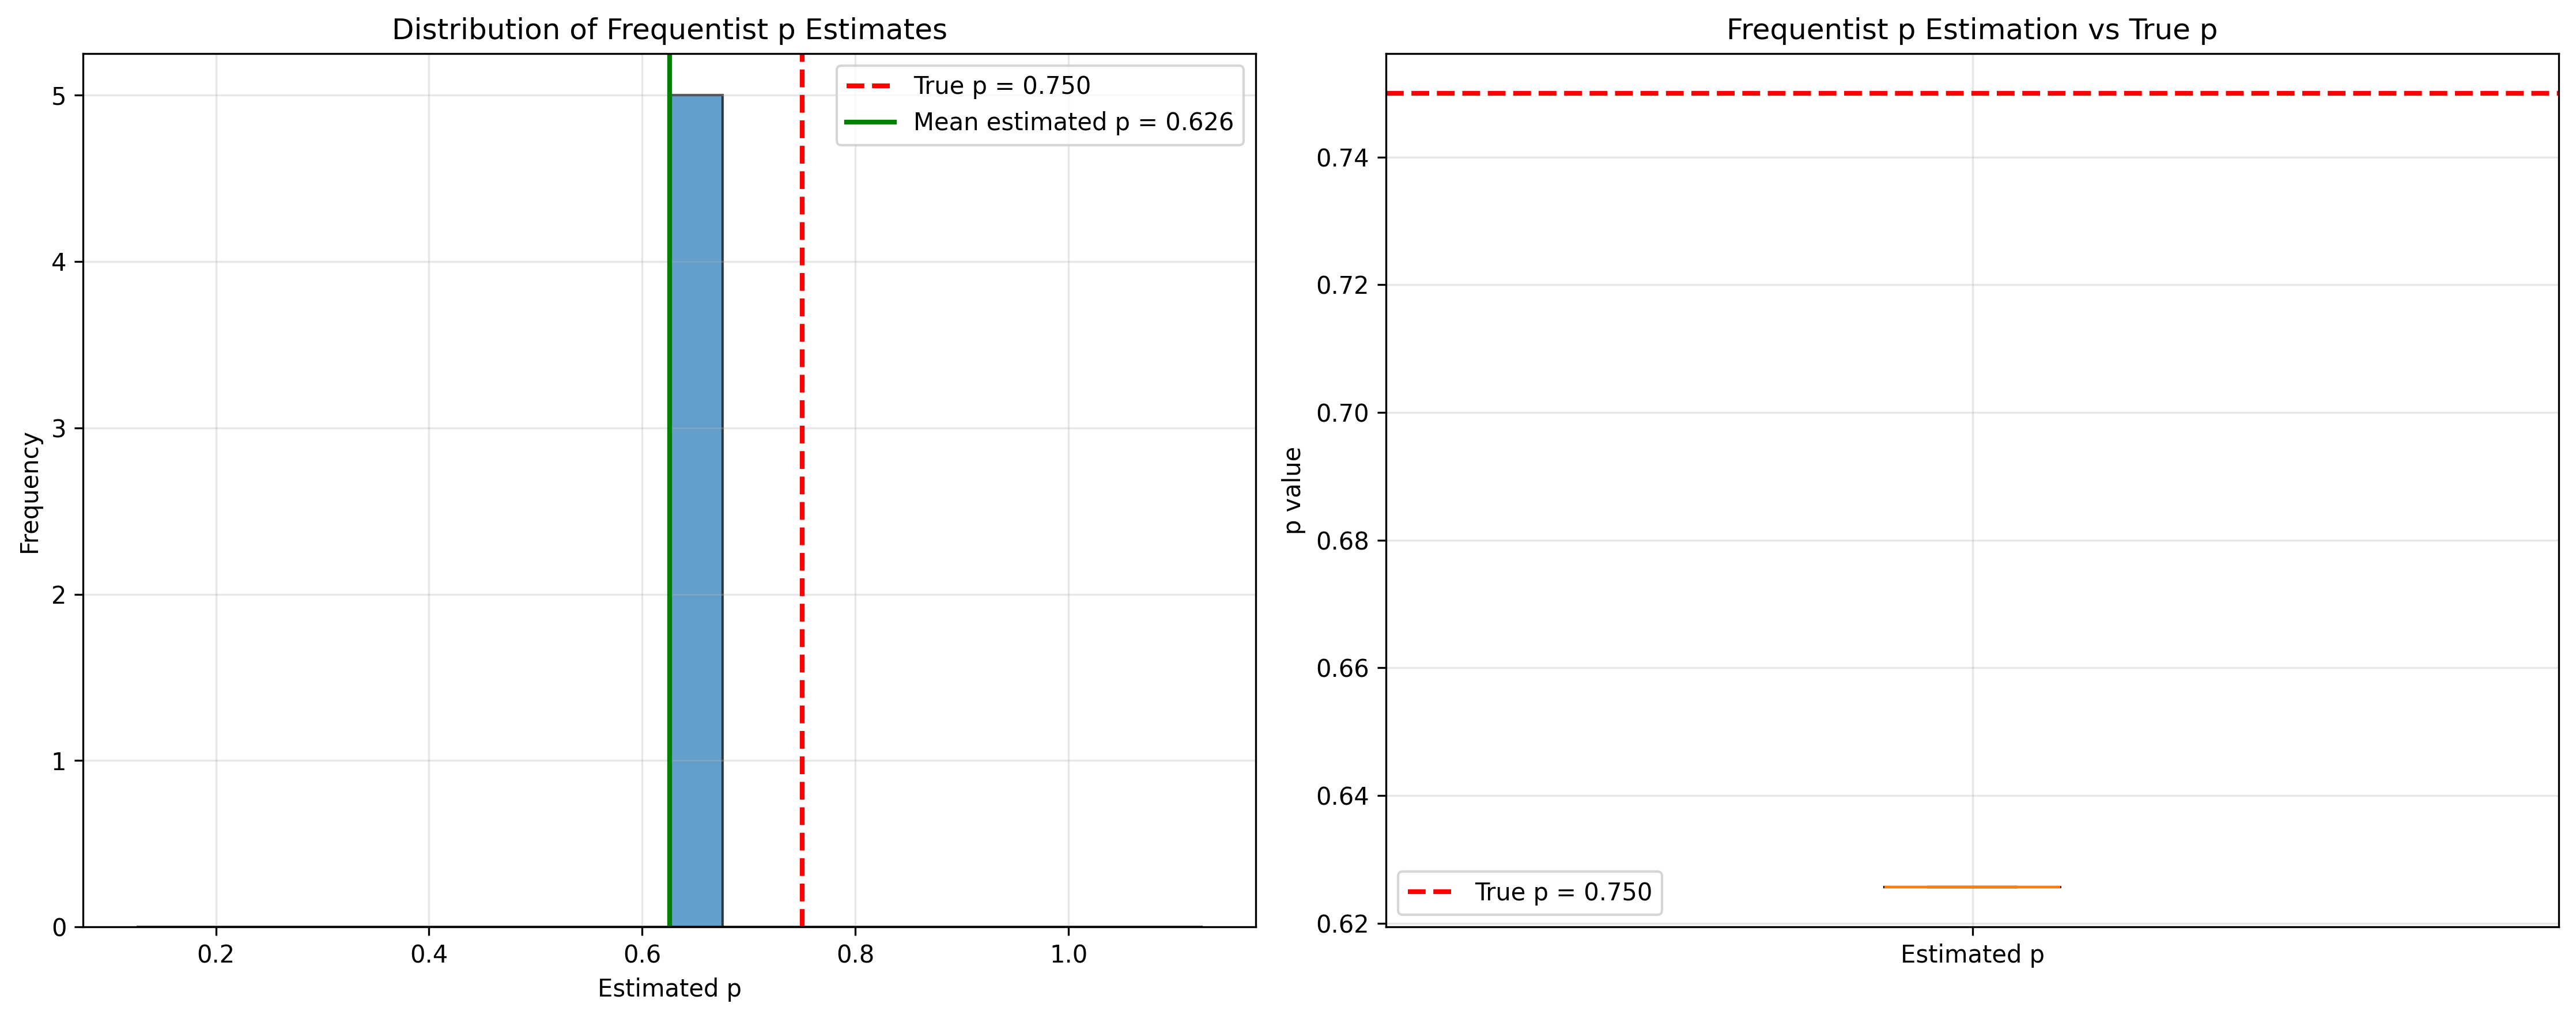 Distribution of Frequentist p Estimates
True p = 0.750
Mean estimated p = 0.626
Frequency
5
4
3
2
1
0
0.2
0.4
0.6
0.8
1.0
Estimated p
Frequentist p Estimation vs True p
p value
0.74
0.72
0.70
0.68
0.66
0.64
0.62
True p = 0.750
Estimated p